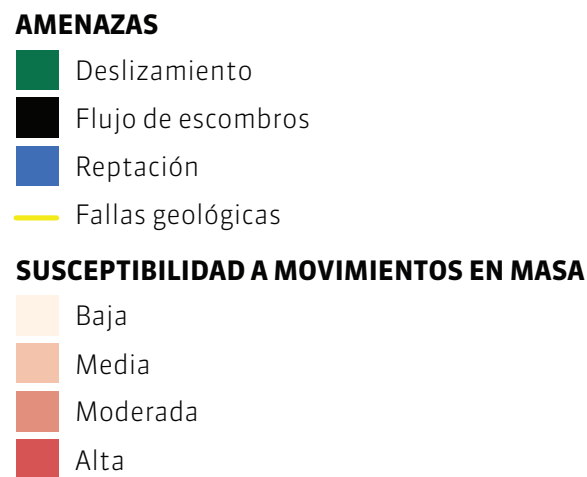 AMENAZAS
Deslizamiento
Flujo de escombros
Reptación
Fallas geológicas
SUSCEPTIBILIDAD A MOVIMIENTOS EN MASA
Baja
Media
Moderada
Alta